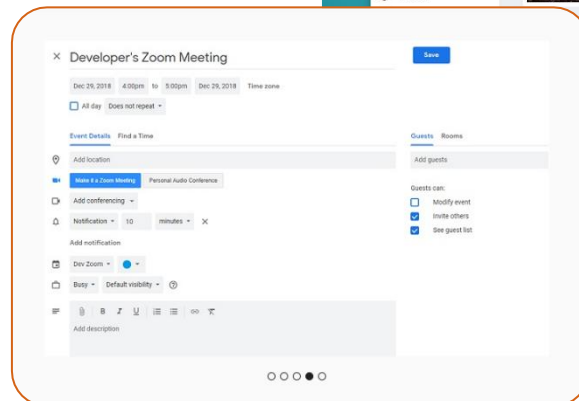 Developer's Zoom Meeting
Save
Dec 29, 2018 4:00pm to 5:00pm Dec 29, 2018 Time zone
All day Does not repeat
Event Details Find a Time
Guests Rooms
Add location
Add guests
Make it a Zoom Meeting Personal Audio Conference
Guests can:
Add conferencing
Modify event
Notification 10 minutes
Invite others
See guest list
Add notification
Dev Zoom
Busy Default visibility
B I U
Add description